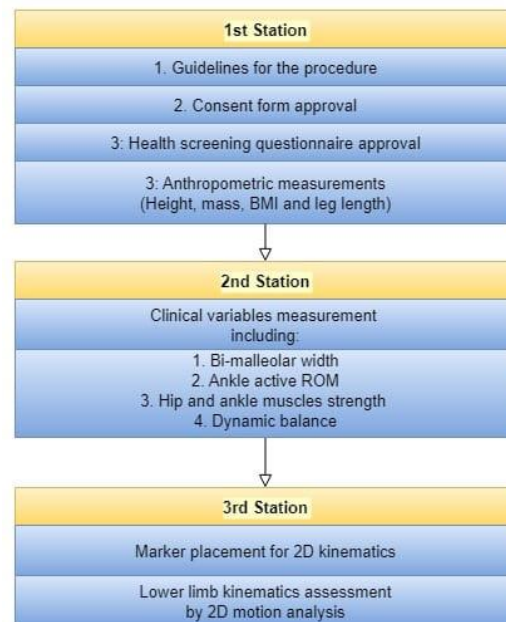 1st Station
1. Guidelines for the procedure
2. Consent form approval
3: Health screening questionnaire approval
3: Anthropometric measurements
(Height, mass, BMI and leg length)
2nd Station
Clinical variables measurement
including:
1. Bi-malleolar width
2. Ankle active ROM
3. Hip and ankle muscles strength
4. Dynamic balance
3rd Station
Marker placement for 2D kinematics
Lower limb kinematics assessment
by 2D motion analysis